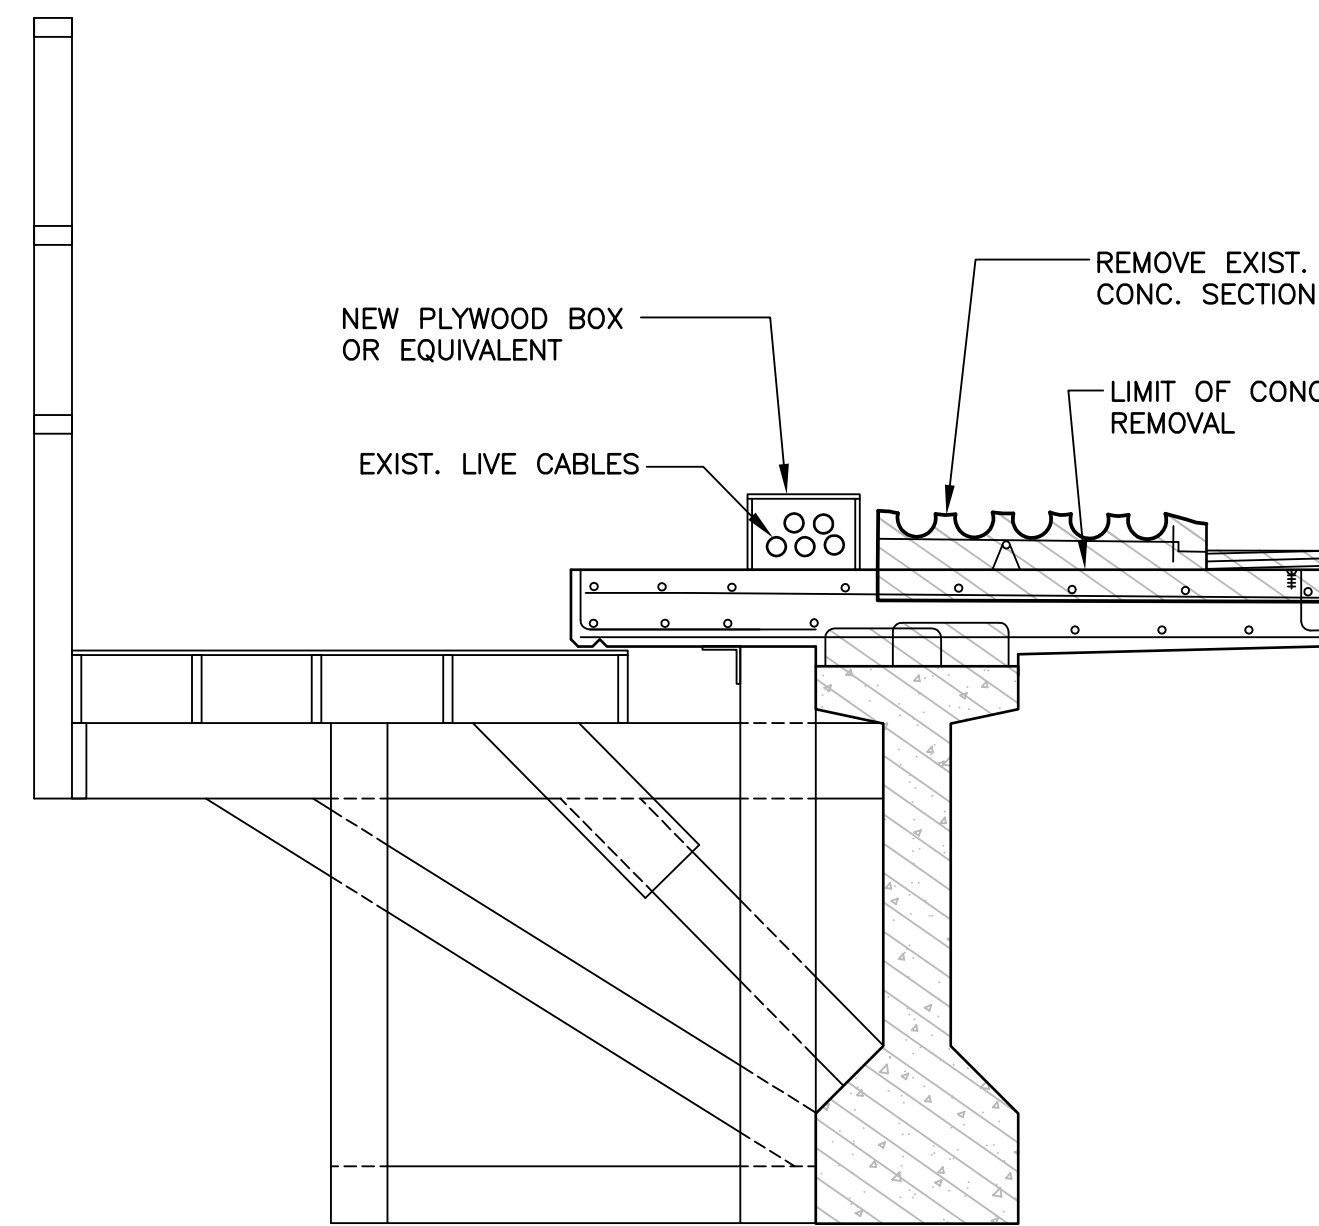 REMOVE EXIST.
CONC. SECTION
NEW PLYWOOD BOX
OR EQUIVALENT
LIMIT OF CONC
REMOVAL
EXIST. LIVE CABLES